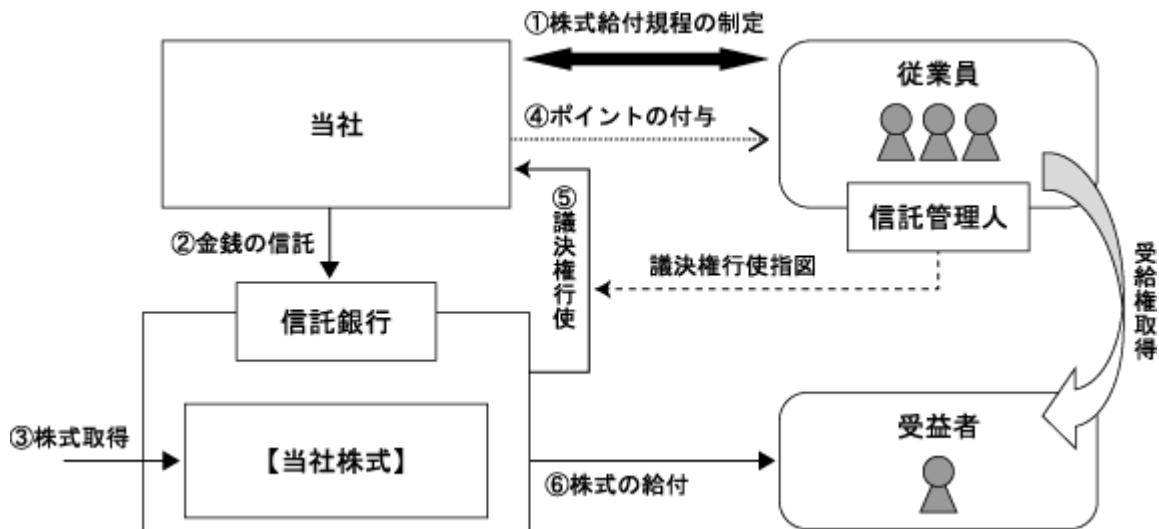 ①株式給付規程の制定
当社
従業員
④ポイントの付与
信託管理人
②金銭の信託
⑤議決権行使
議決権行使指図
受給権取得
信託銀行
③株式取得
【当社株式】
⑥株式の給付
受益者